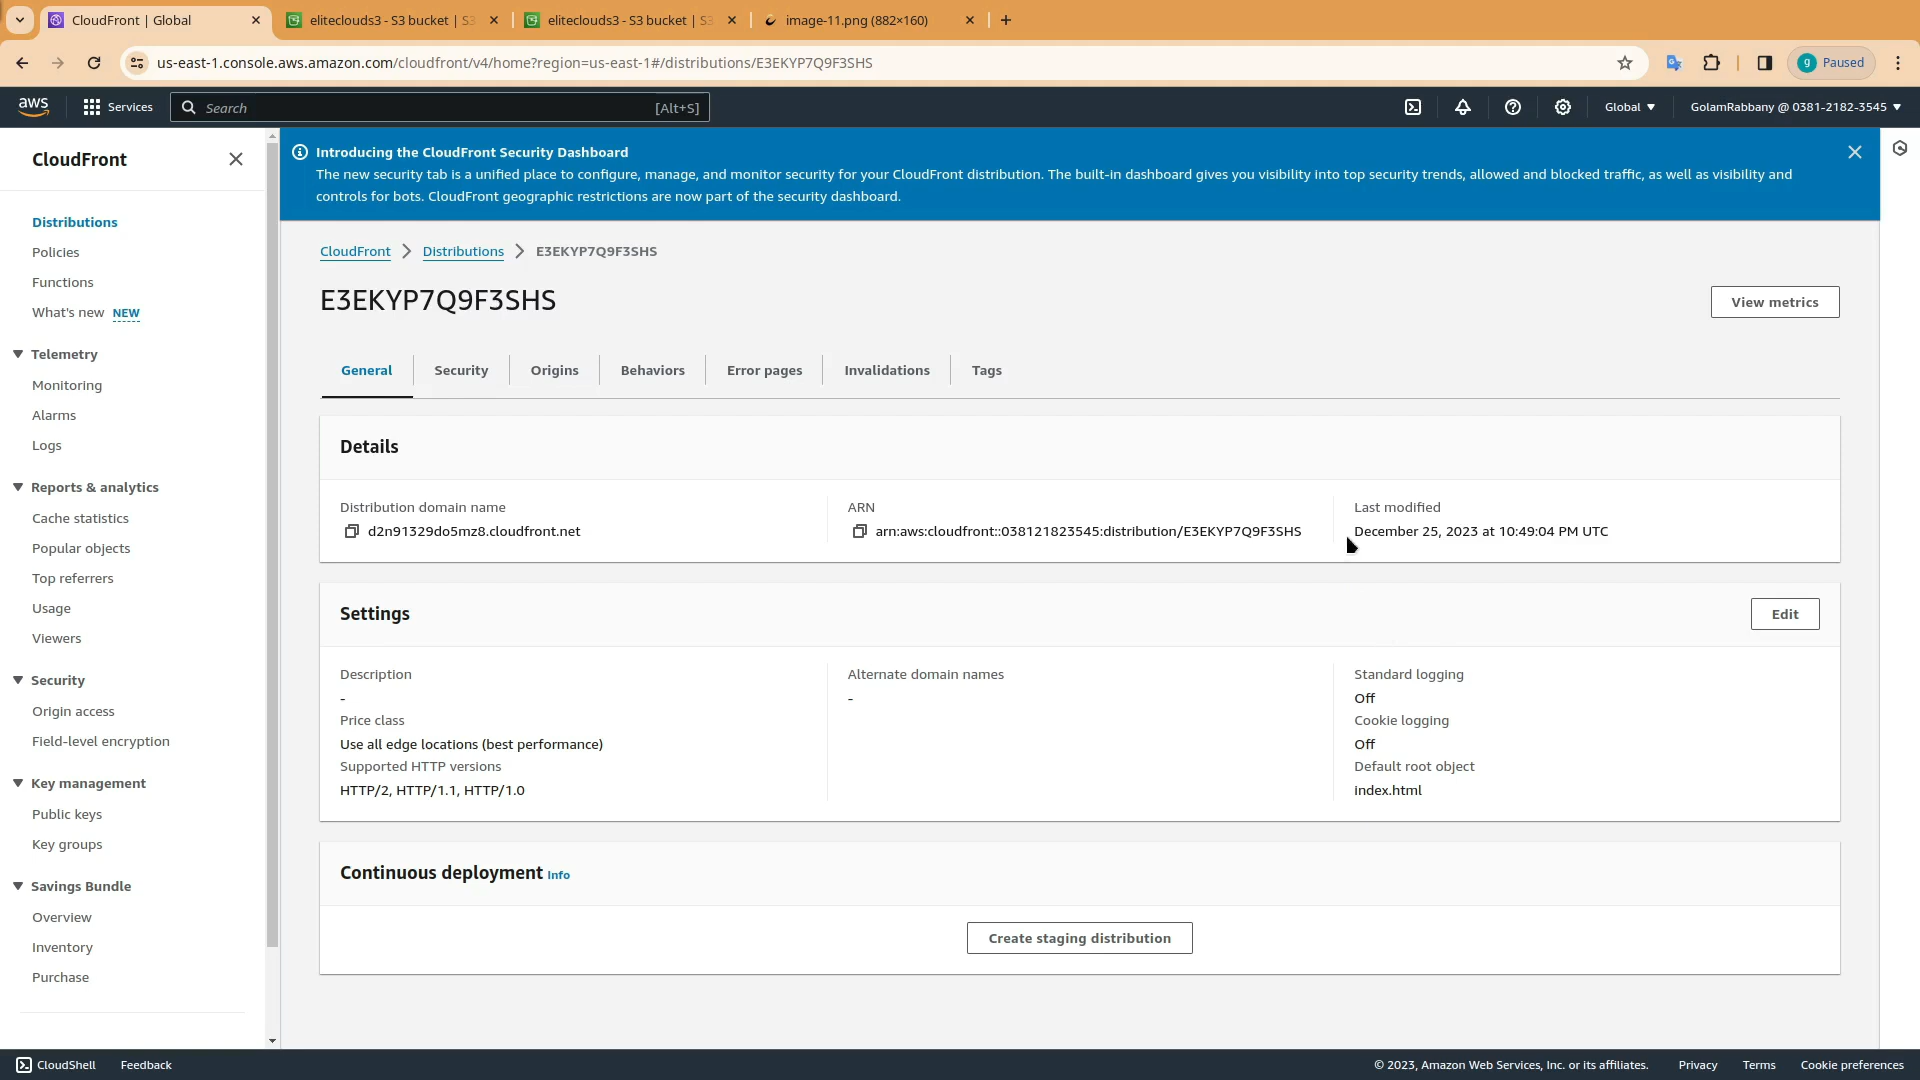 CloudFront | Global
eliteclouds3 - S3 bucket | S3
eliteclouds3 - S3 bucket | S3
image-11.png (882×160)
us-east-1.console.aws.amazon.com/cloudfront/v4/home?region=us-east-1#/distributions/E3EKYP7Q9F3SHS
g Paused
aws
Services
Search [Alt+S]
Global
GolamRabbany @ 0381-2182-3545
CloudFront
Distributions
Policies
Functions
What's new NEW
Telemetry
Monitoring
Alarms
Logs
Reports & analytics
Cache statistics
Popular objects
Top referrers
Usage
Viewers
Security
Origin access
Field-level encryption
Key management
Public keys
Key groups
Savings Bundle
Overview
Inventory
Purchase
Introducing the CloudFront Security Dashboard
The new security tab is a unified place to configure, manage, and monitor security for your CloudFront distribution. The built-in dashboard gives you visibility into top security trends, allowed and blocked traffic, as well as visibility and
controls for bots. CloudFront geographic restrictions are now part of the security dashboard.
CloudFront > Distributions > E3EKYP7Q9F3SHS
E3EKYP7Q9F3SHS
View metrics
General Security Origins Behaviors Error pages Invalidations Tags
Details
Distribution domain name
d2n91329do5mz8.cloudfront.net
ARN
arn:aws:cloudfront::038121823545:distribution/E3EKYP7Q9F3SHS
Last modified
December 25, 2023 at 10:49:04 PM UTC
Settings
Edit
Description
-
Price class
Use all edge locations (best performance)
Supported HTTP versions
HTTP/2, HTTP/1.1, HTTP/1.0
Alternate domain names
-
Standard logging
Off
Cookie logging
Off
Default root object
index.html
Continuous deployment Info
Create staging distribution
CloudShell
Feedback
© 2023, Amazon Web Services, Inc. or its affiliates.
Privacy
Terms
Cookie preferences